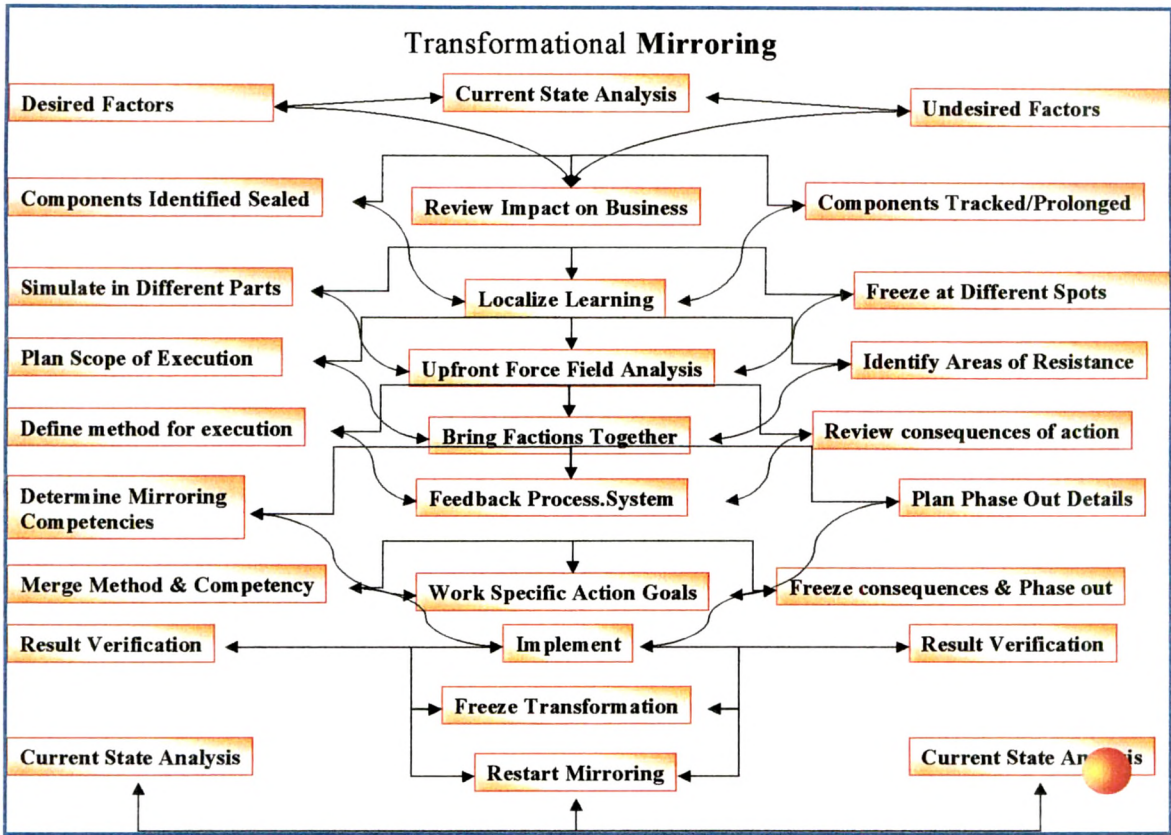 Transformational Mirroring
Desired Factors
Current State Analysis
Undesired Factors
Components Identified Sealed
Review Impact on Business
Components Tracked/Prolonged
Simulate in Different Parts
Localize Learning
Freeze at Different Spots
Plan Scope of Execution
Upfront Force Field Analysis
Identify Areas of Resistance
Define method for execution
Bring Factions Together
Review consequences of action
Determine Mirroring
Competencies
Feedback Process.System
Plan Phase Out Details
Merge Method & Competency
Work Specific Action Goals
Freeze consequences & Phase out
Result Verification
Implement
Result Verification
Freeze Transformation
Current State Analysis
Restart Mirroring
Current State